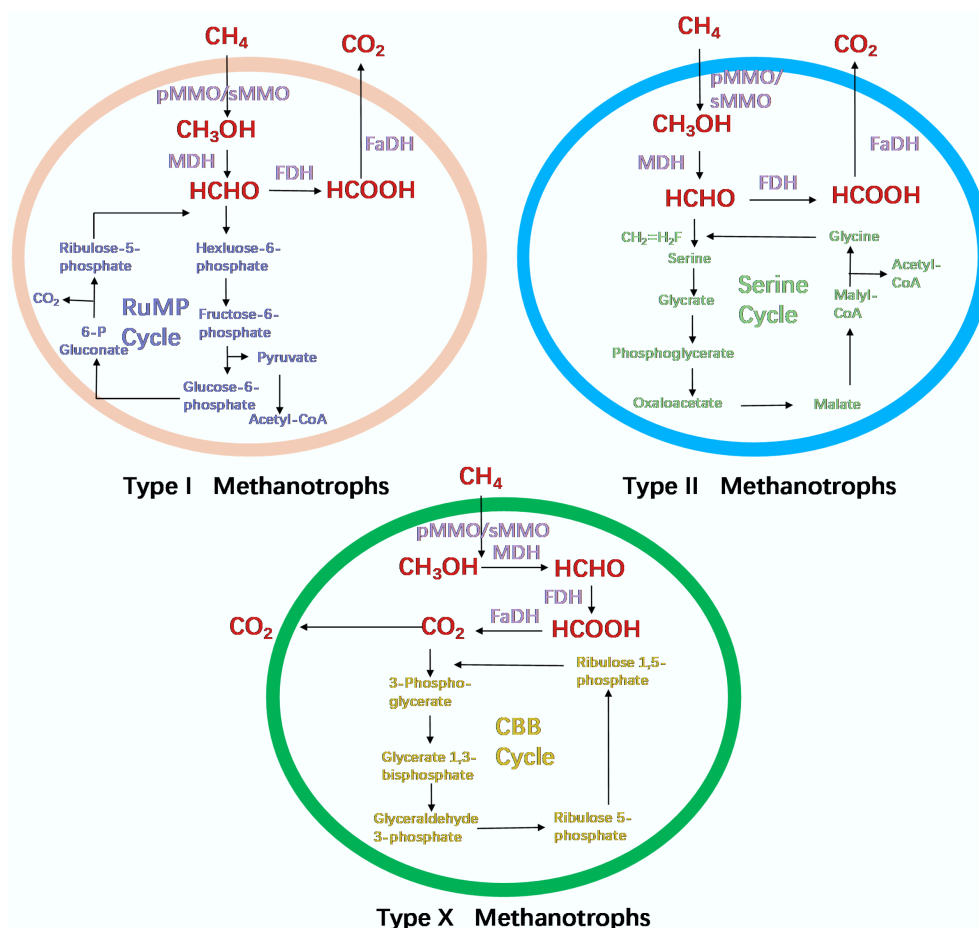 CH₄
CO₂
pMMO/sMMO
CH₃OH
MDH
FDH
FaDH
HCHO
HCOOH
Ribulose-5-
phosphate
Hexluose-6-
phosphate
CO₂
RuMP
Cycle
6-P
Gluconate
Fructose-6-
phosphate
Pyruvate
Glucose-6-
phosphate
Acetyl-CoA
Type I Methanotrophs
CH₄
CO₂
pMMO/
sMMO
CH₃OH
MDH
FDH
FaDH
HCHO
HCOOH
CH₂=H₂F
Serine
Glycine
Serine
Cycle
Acetyl-
CoA
Malyl-
CoA
Glycrate
Phosphoglycerate
Oxaloacetate
Malate
Type II Methanotrophs
CH₄
pMMO/sMMO
MDH
CH₃OH
HCHO
FDH
FaDH
CO₂
CO₂
HCOOH
3-Phospho-
glycerate
Ribulose 1,5-
phosphate
CBB
Cycle
Glycerate 1,3-
bisphosphate
Glyceraldehyde
3-phosphate
Ribulose 5-
phosphate
Type X Methanotrophs